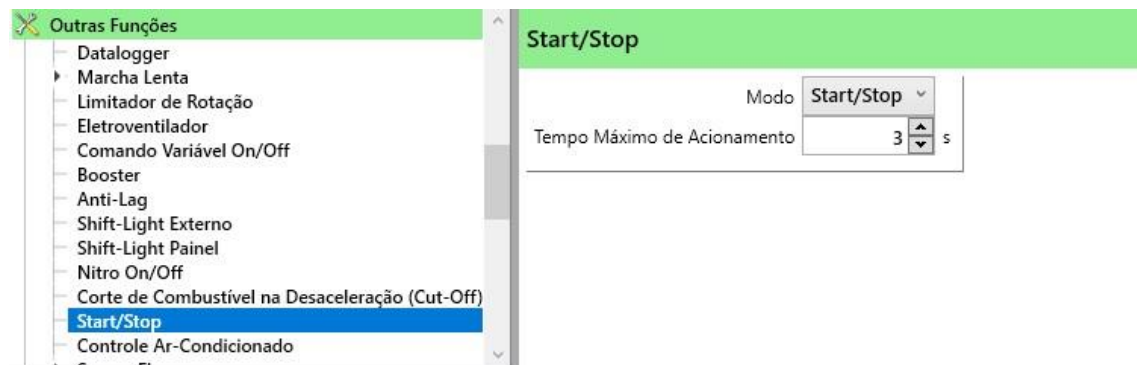 Outras Funções
Datalogger
Marcha Lenta
Limitador de Rotação
Eletroventilador
Comando Variável On/Off
Booster
Anti-Lag
Shift-Light Externo
Shift-Light Painel
Nitro On/Off
Corte de Combustível na Desaceleração (Cut-Off)
Start/Stop
Controle Ar-Condicionado
Start/Stop
Modo Start/Stop
Tempo Máximo de Acionamento 3 s